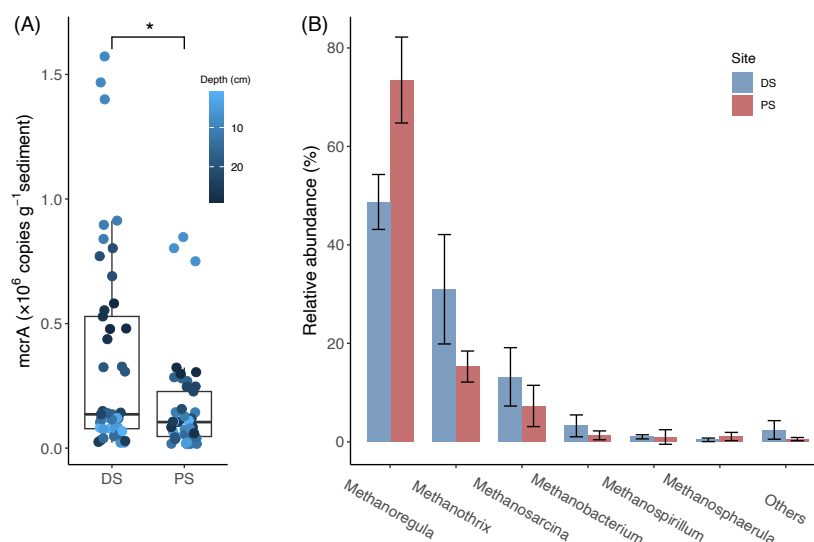 (A)
*
Depth (cm)
10
20
mcrA (×10⁶ copies g⁻¹sediment)
1.5
1.0
0.5
0.0
DS
PS
(B)
Relative abundance (%)
80
60
40
20
0
Site
DS
PS
Methanoregula
Methanothrix
Methanosarcina
Methanobacterium
Methanospirillum
Methanosphaerula
Others